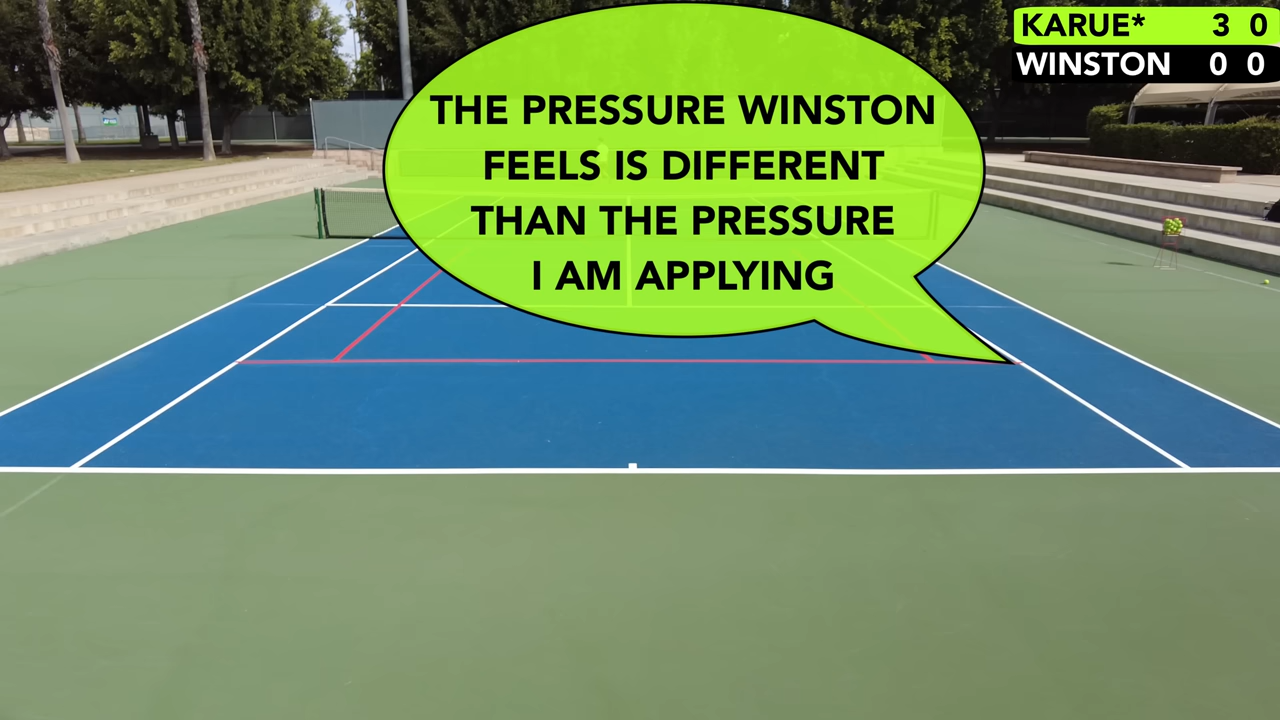 KARUE* 3 0
WINSTON 0 0
THE PRESSURE WINSTON
FEELS IS DIFFERENT
THAN THE PRESSURE
I AM APPLYING